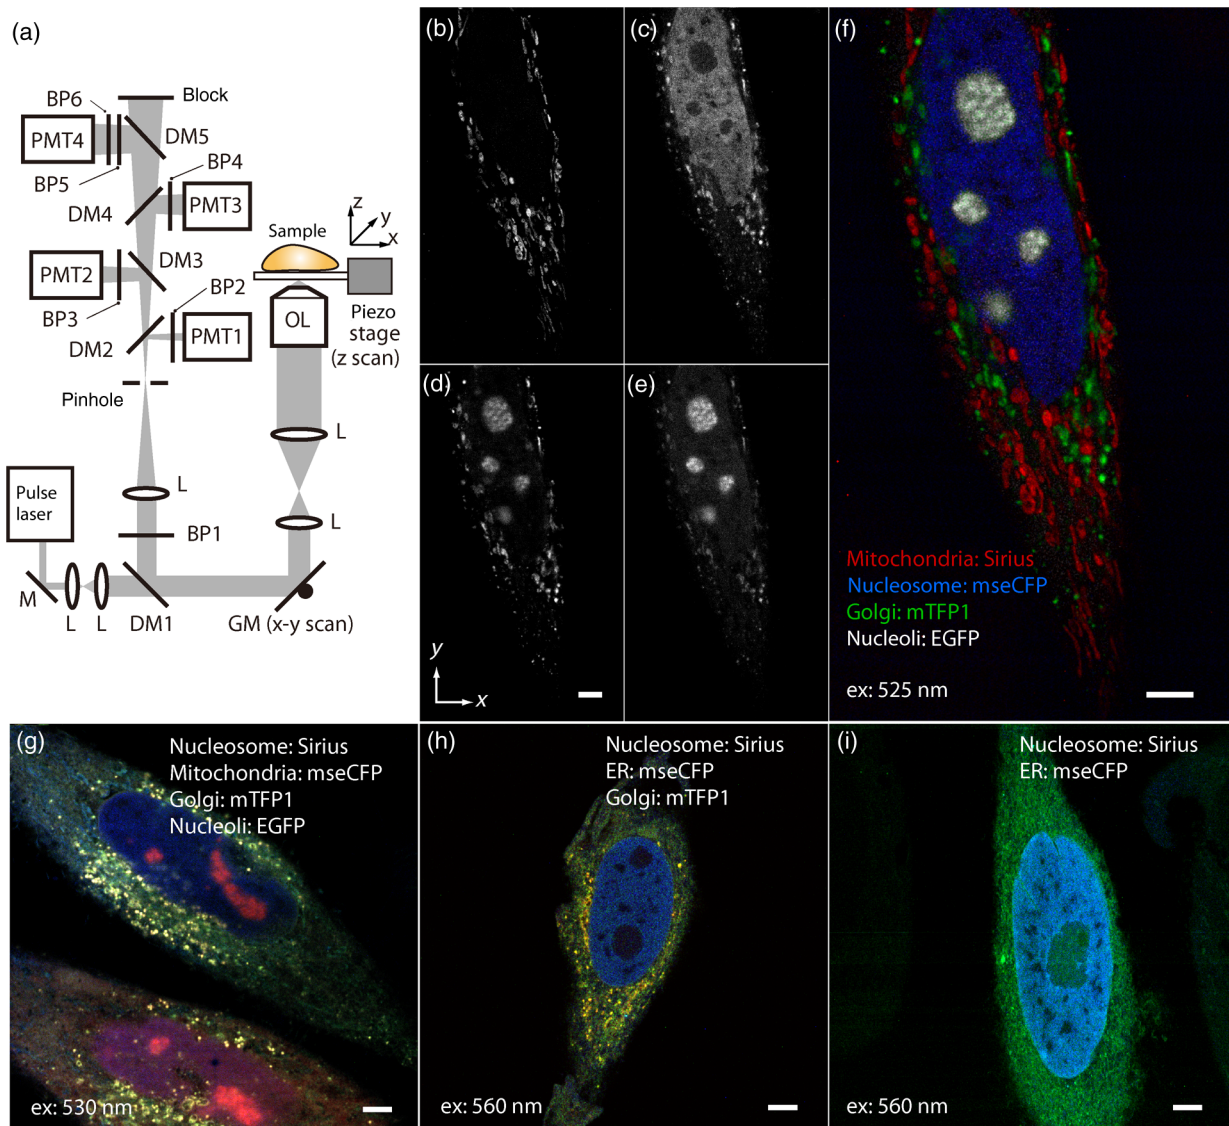 (a)
Block
BP6
PMT4
DM5
BP4
BP5
DM4
PMT3
z
y
x
Sample
PMT2
DM3
BP2
BP3
OL
Piezo
stage
(z scan)
DM2
PMT1
Pinhole
L
L
Pulse
laser
L
BP1
M
L
L
DM1
GM (x-y scan)
(b)
(c)
(d)
y
x
(e)
(f)
Mitochondria: Sirius
Nucleosome: mseCFP
Golgi: mTFP1
Nucleoli: EGFP
ex: 525 nm
(g)
Nucleosome: Sirius
Mitochondria: mseCFP
Golgi: mTFP1
Nucleoli: EGFP
ex: 530 nm
(h)
Nucleosome: Sirius
ER: mseCFP
Golgi: mTFP1
ex: 560 nm
(i)
Nucleosome: Sirius
ER: mseCFP
ex: 560 nm